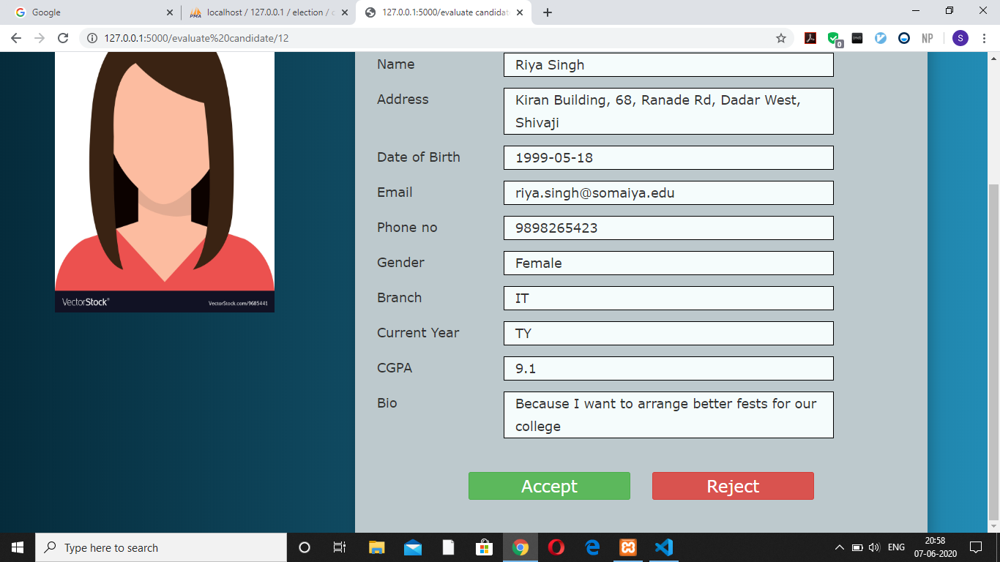 Google
localhost / 127.0.0.1 / election /
127.0.0.1:5000/evaluate candidat
127.0.0.1:5000/evaluate%20candidate/12
0
NP
S
Name
Riya Singh
Address
Kiran Building, 68, Ranade Rd, Dadar West,
Shivaji
Date of Birth
1999-05-18
Email
riya.singh@somaiya.edu
Phone no
9898265423
Gender
Female
Branch
IT
Current Year
TY
CGPA
9.1
Bio
Because I want to arrange better fests for our
college
VectorStock®
VectorStock.com/9685441
Accept
Reject
Type here to search
ENG
20:58
07-06-2020